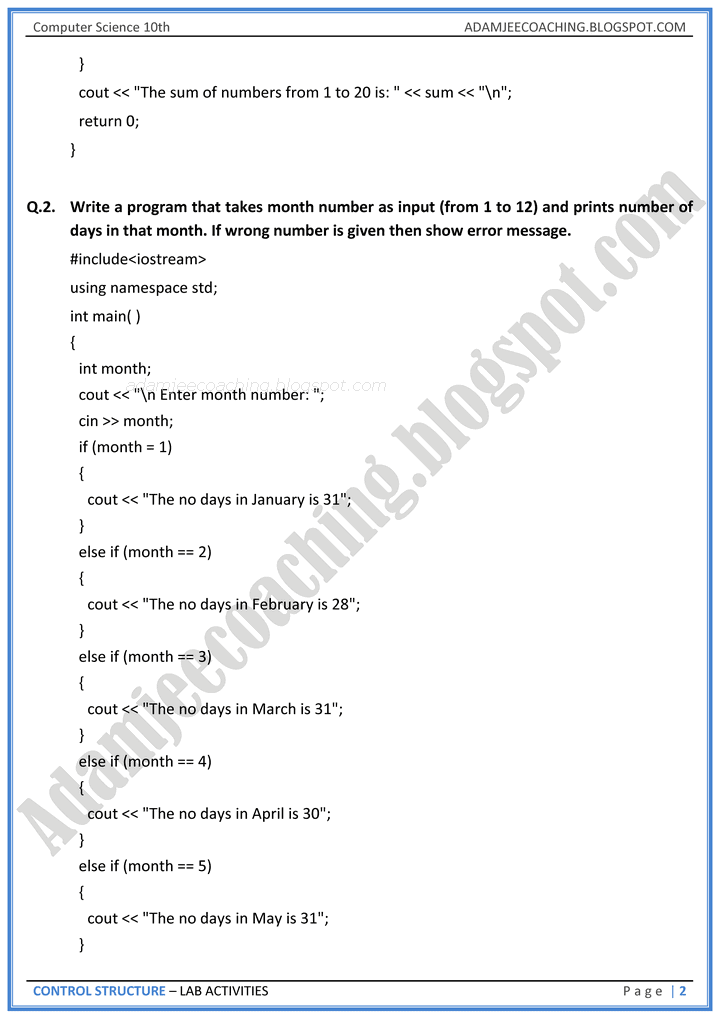 Computer Science 10th
ADAMJEECOACHING.BLOGSPOT.COM
}
cout << "The sum of numbers from 1 to 20 is: " << sum << "\n";
return 0;
}
Q.2. Write a program that takes month number as input (from 1 to 12) and prints number of
days in that month. If wrong number is given then show error message.
#include<iostream>
using namespace std;
int main( )
{
int month;
adamjeecoaching.blogspot.com
cout << "\n Enter month number: ";
cin >> month;
if (month = 1)
{
cout << "The no days in January is 31";
}
else if (month == 2)
{
cout << "The no days in February is 28";
}
else if (month == 3)
{
cout << "The no days in March is 31";
}
else if (month == 4)
{
cout << "The no days in April is 30";
}
else if (month == 5)
{
cout << "The no days in May is 31";
}
Adamjeecoaching.blogspot.com
CONTROL STRUCTURE – LAB ACTIVITIES
Page | 2